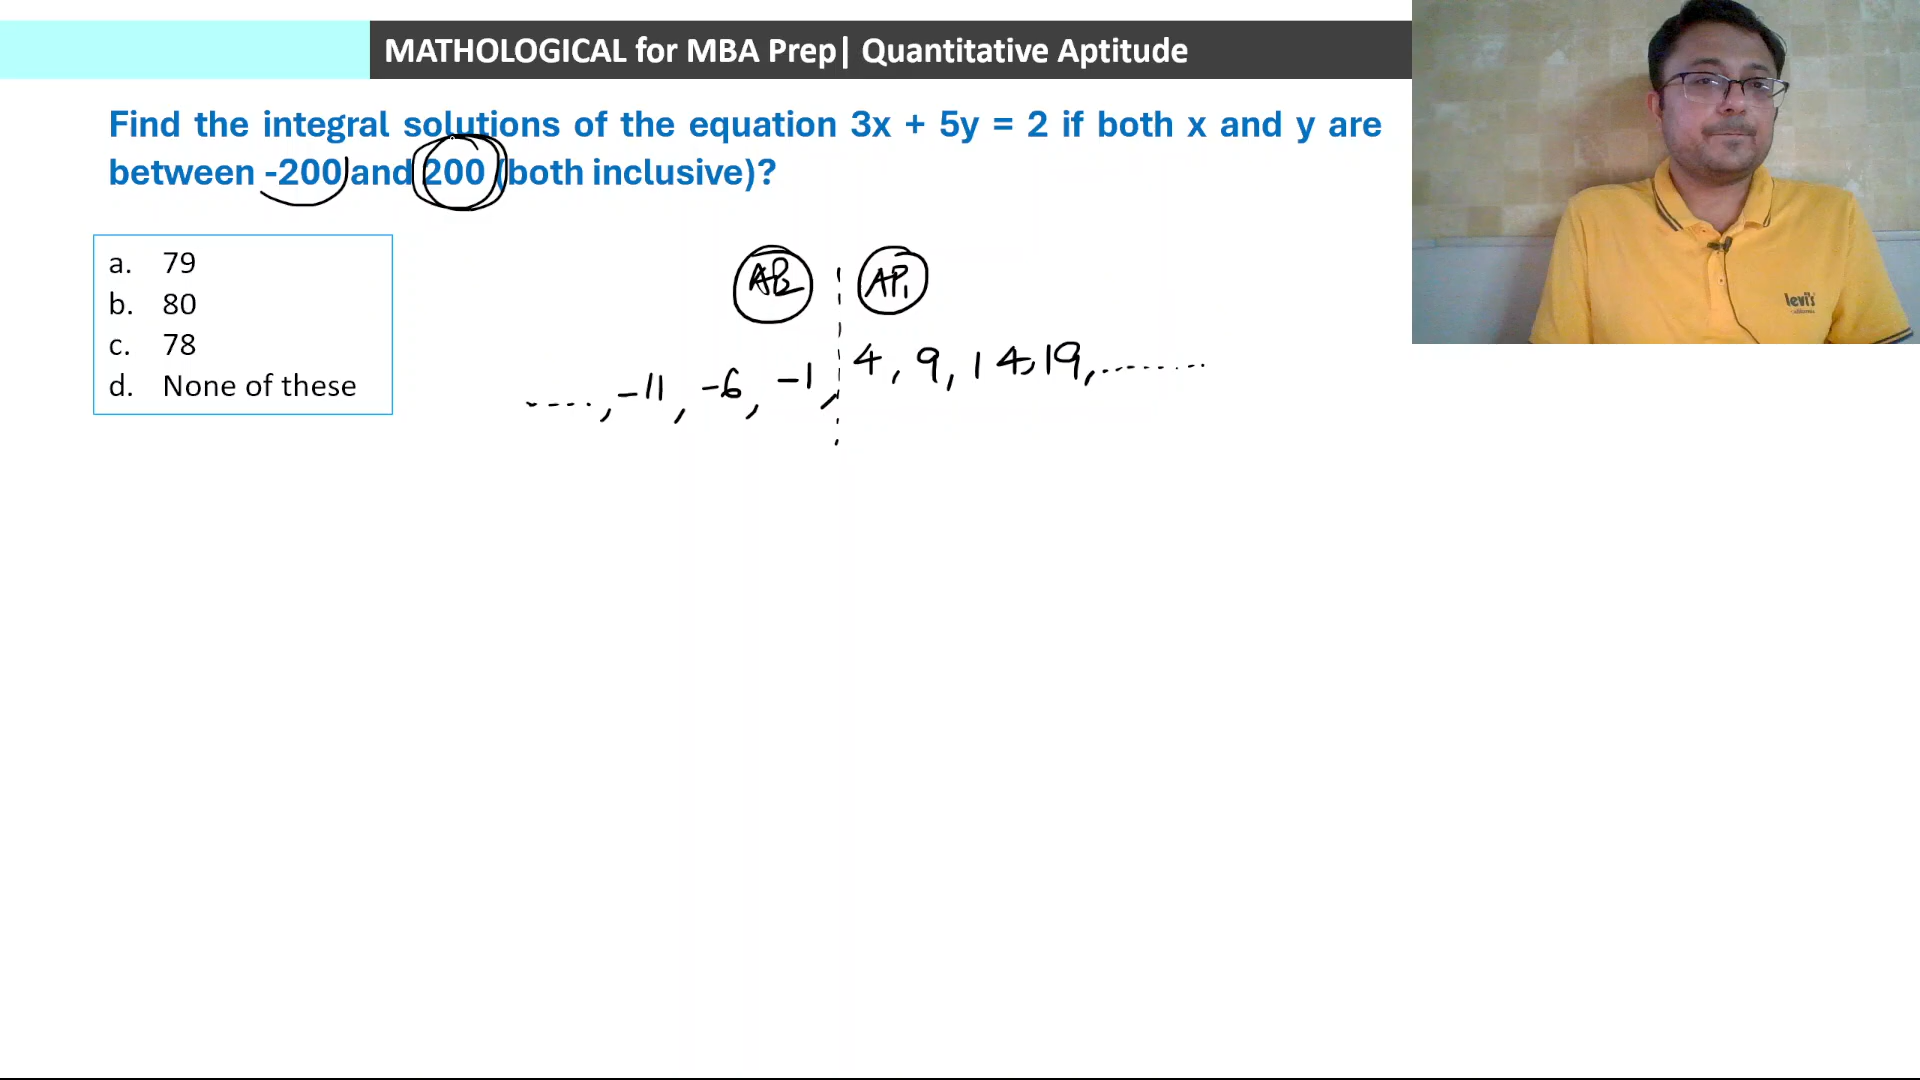 MATHOLOGICAL for MBA Prep| Quantitative Aptitude
Find the integral solutions of the equation 3x + 5y = 2 if both x and y are
between -200 and 200 (both inclusive)?
a. 79
b. 80
c. 78
d. None of these
AP2 AP1
....,-11, -6, -1, 4, 9, 14,19,........
levi's